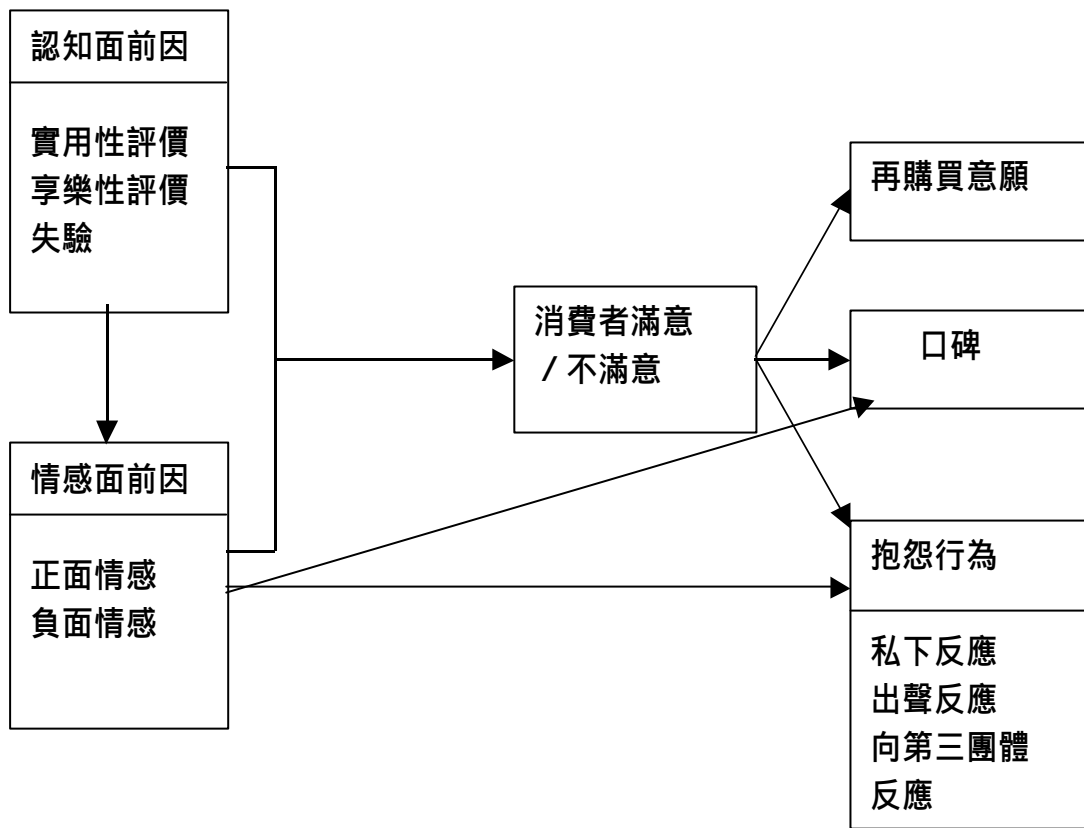 認知面前因
實用性評價
享樂性評價
失驗
情感面前因
正面情感
負面情感
消費者滿意
/ 不滿意
再購買意願
口碑
抱怨行為
私下反應
出聲反應
向第三團體
反應